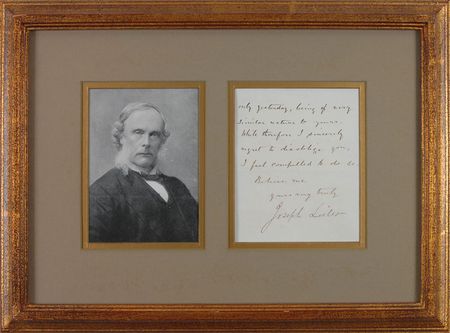 only yesterday, being of very
similar nature to yours.
While therefore I sincerely
regret to disoblige you,
I feel compelled to do so
Believe me
yours very truly
Joseph Lister